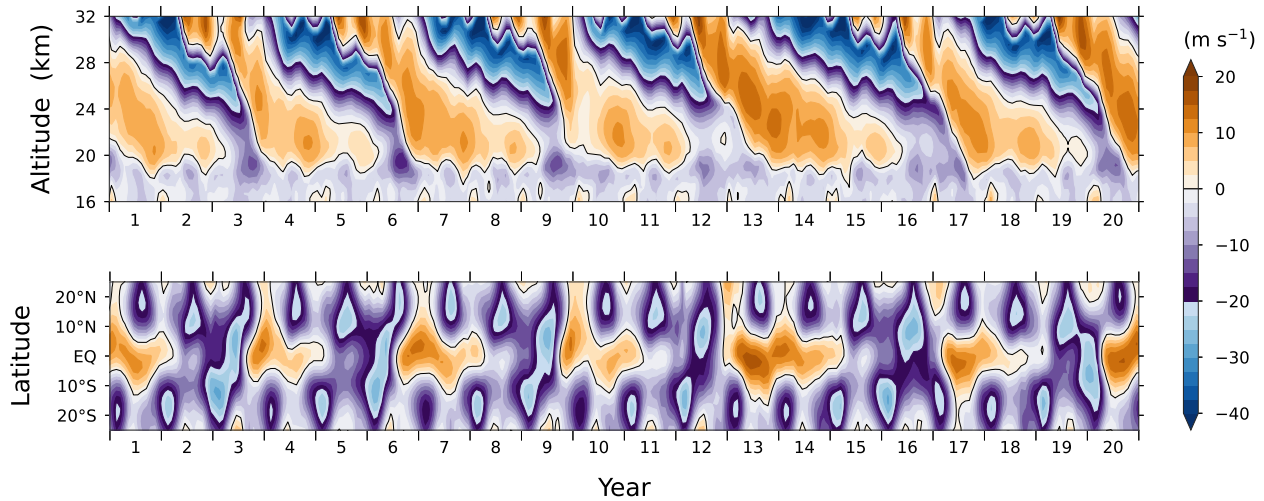 Altitude (km)
32
28
24
20
16
1 2 3 4 5 6 7 8 9 10 11 12 13 14 15 16 17 18 19 20
Latitude
20°N
10°N
EQ
10°S
20°S
1 2 3 4 5 6 7 8 9 10 11 12 13 14 15 16 17 18 19 20
Year
(m s⁻¹)
20
10
0
−10
−20
−30
−40